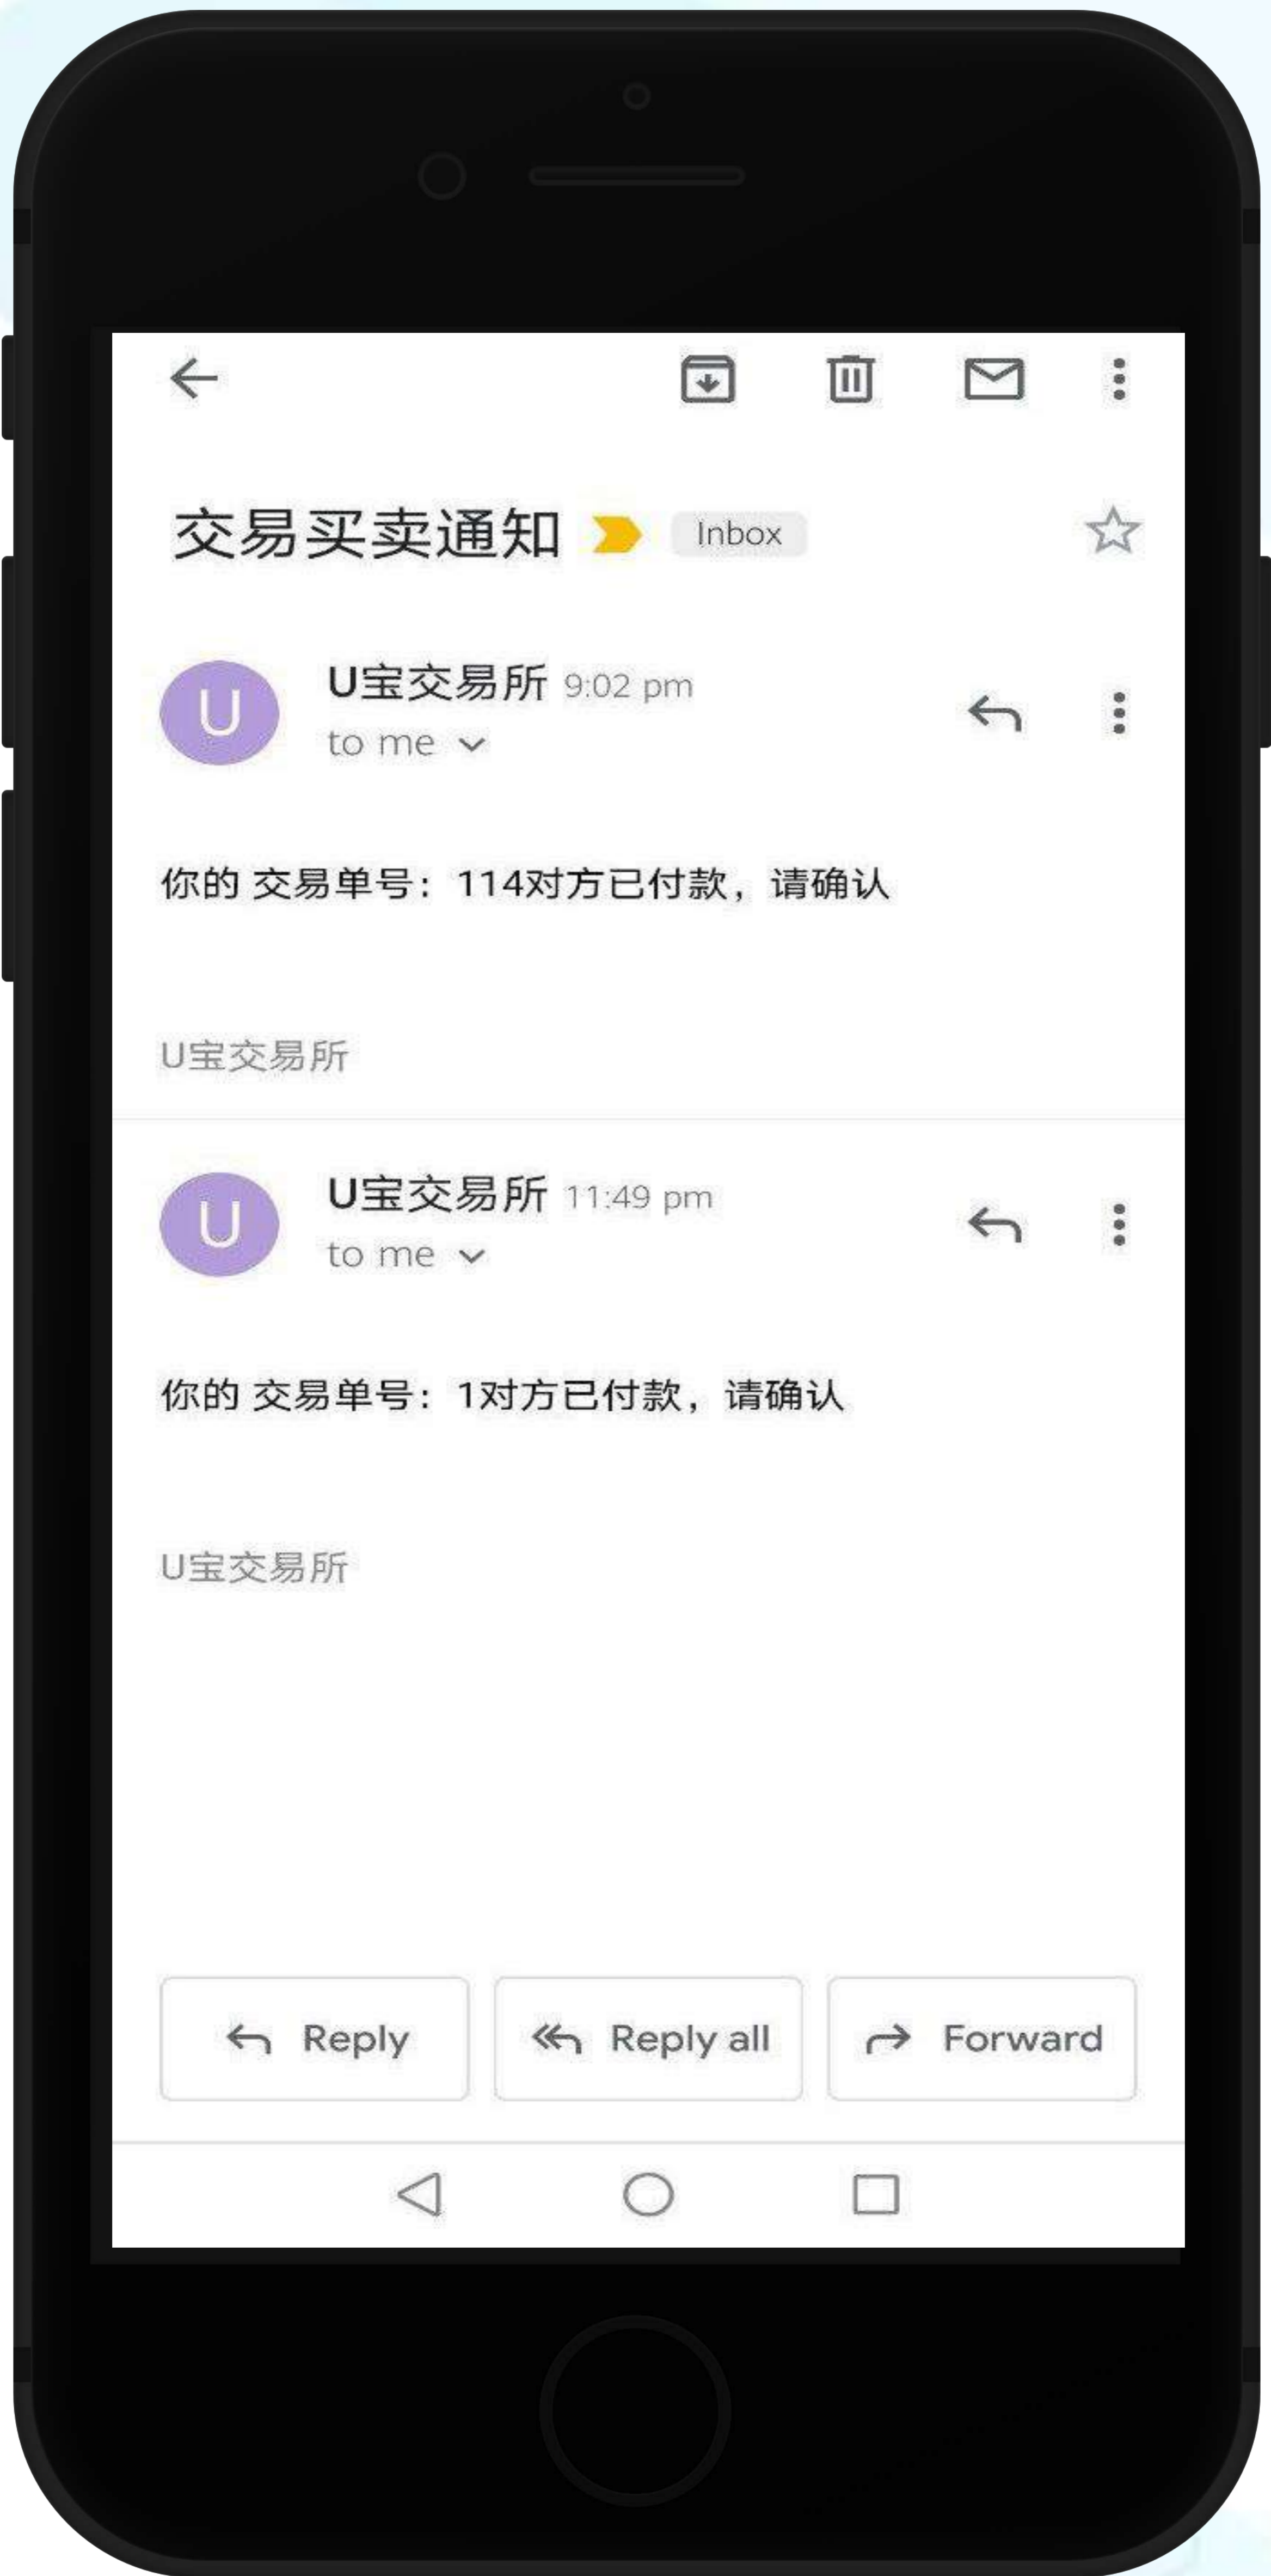 交易买卖通知 Inbox
U宝交易所 9:02 pm
to me
U
你的 交易单号：114对方已付款，请确认
U宝交易所
U宝交易所 11:49 pm
to me
U
你的 交易单号：1对方已付款，请确认
U宝交易所
Reply Reply all Forward